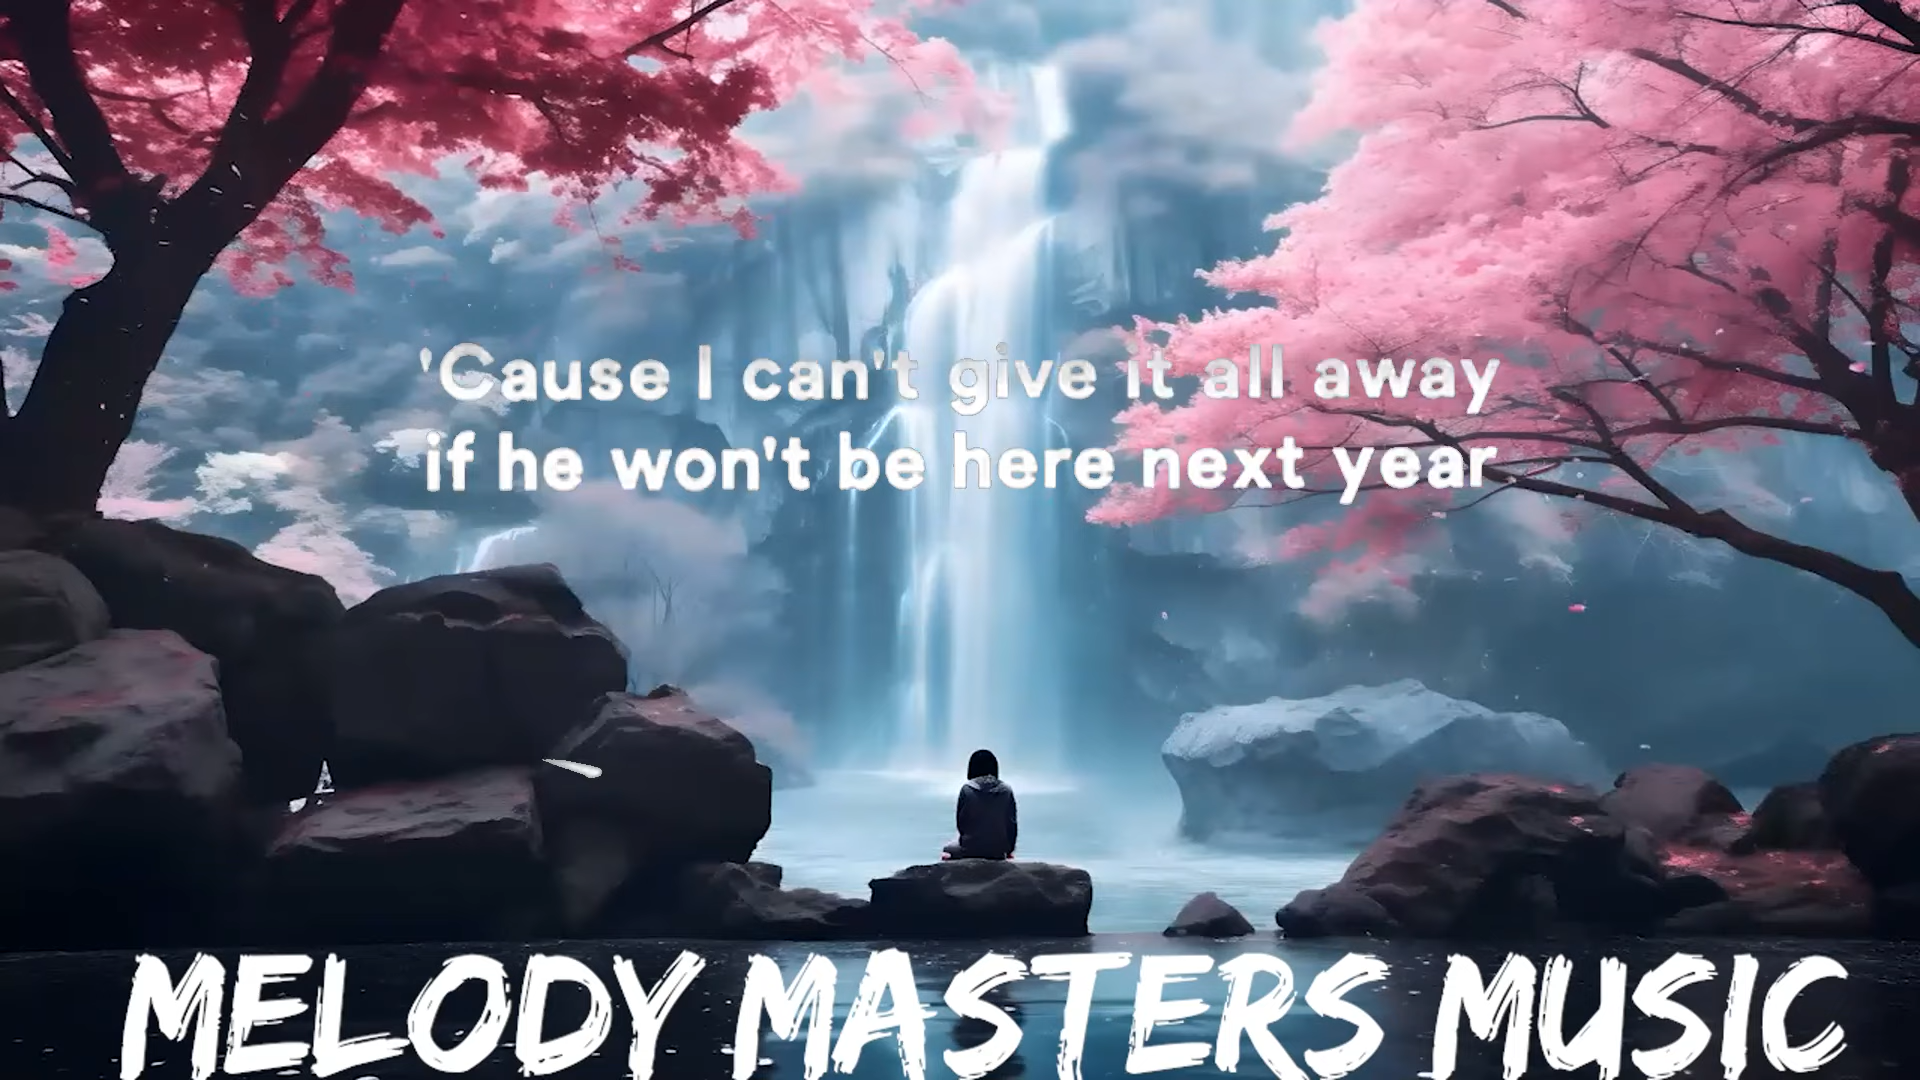 'Cause I can't give it all away
if he won't be here next year
MELODY MASTERS MUSIC